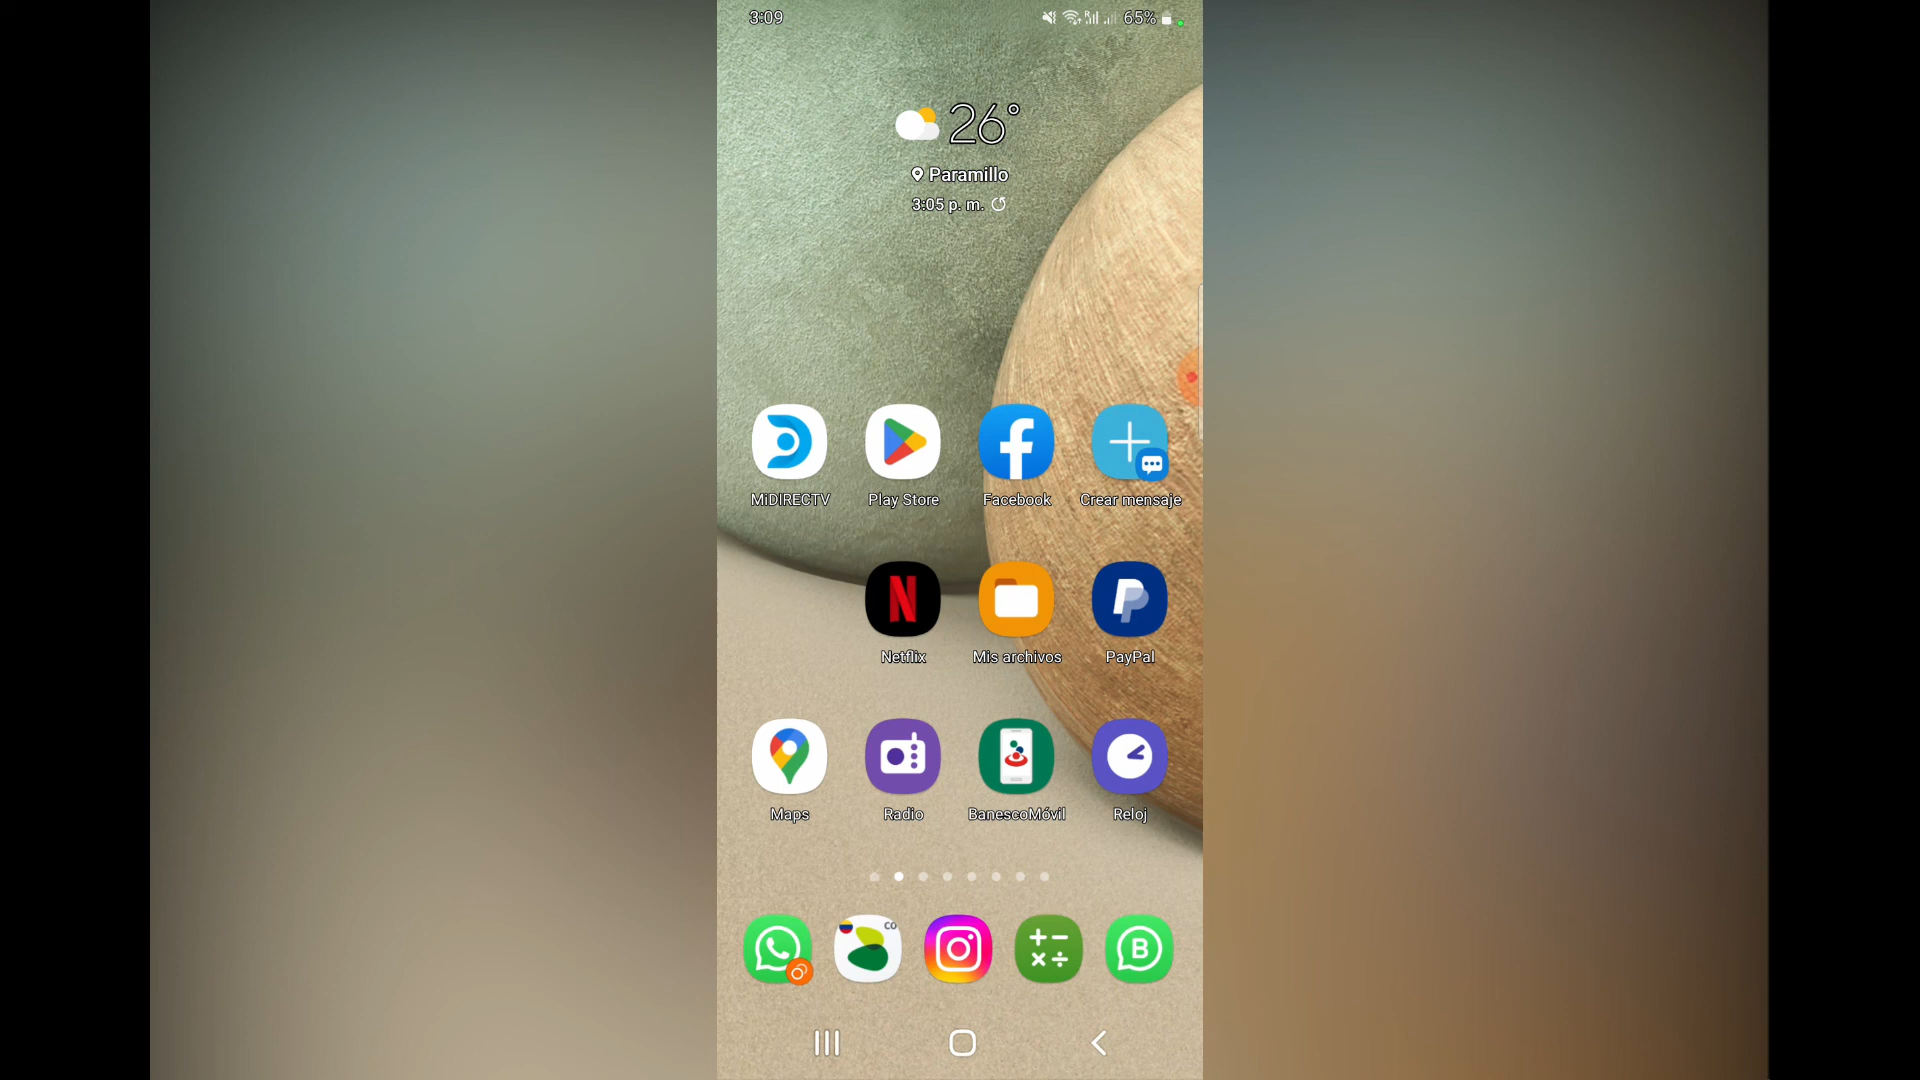 3:09
65%
26°
Paramillo
3:05 p. m.
MiDIRECTV
Play Store
Facebook
Crear mensaje
Netflix
Mis archivos
PayPal
Maps
Radio
BanescoMóvil
Reloj
CO